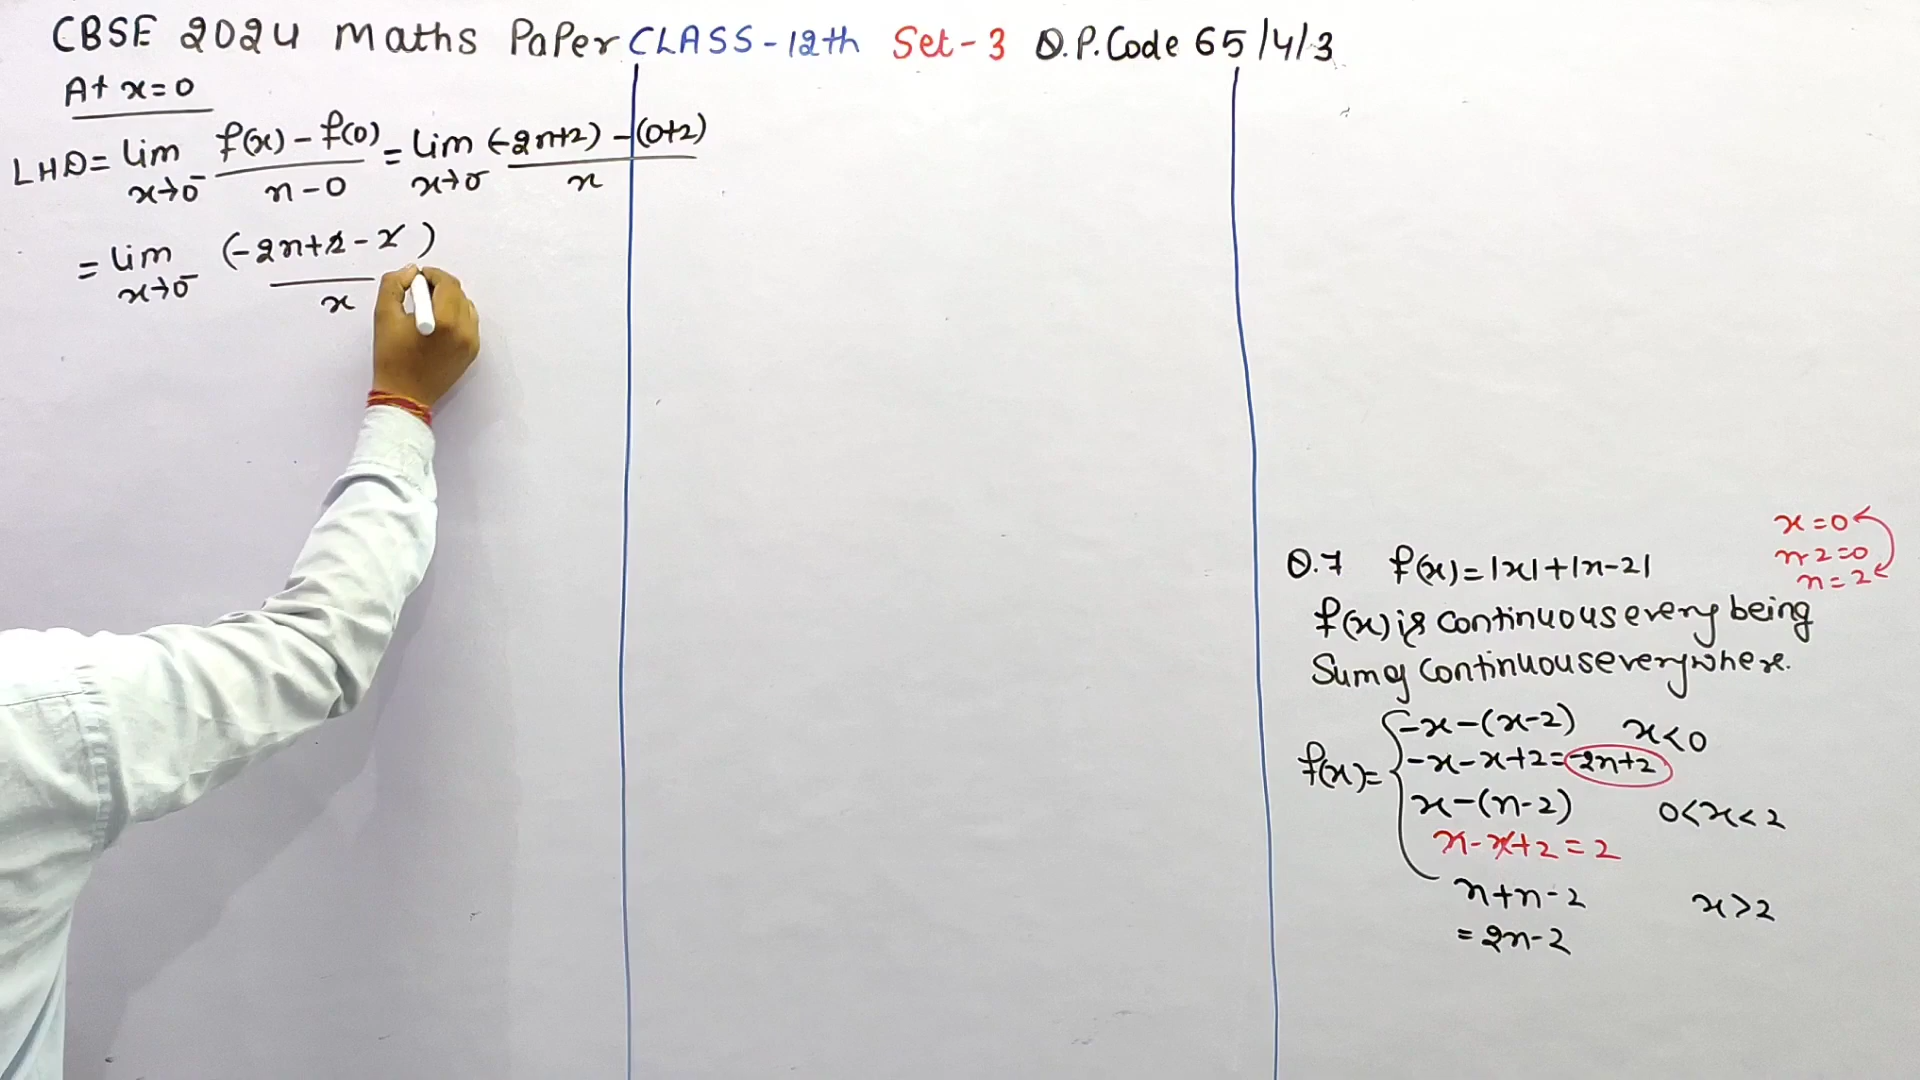 CBSE 2024 Maths Paper CLASS-12th Set-3 Q.P.Code 65/4/3
At x=0
LHD= lim x→0⁻ f(x)-f(0) / x-0 = lim x→0⁻ (-2x+2)-(0+2) / x
= lim x→0⁻ (-2x+2-2) / x
x=0
x-2=0
x=2
Q.7 f(x)=|x|+|x-2|
f(x) is continuous every being
Sum of continuous everywhere.
f(x)= { -x-(x-2) x<0
-x-x+2=-2x+2
x-(x-2) 0<x<2
x-x+2=2
x+x-2 x>2
=2x-2